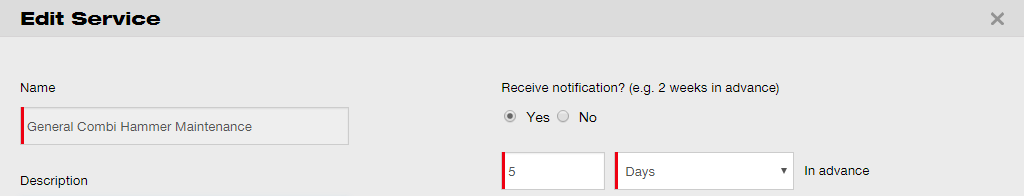 Edit Service
Name
Receive notification? (e.g. 2 weeks in advance)
General Combi Hammer Maintenance
Yes No
5 Days In advance
Description